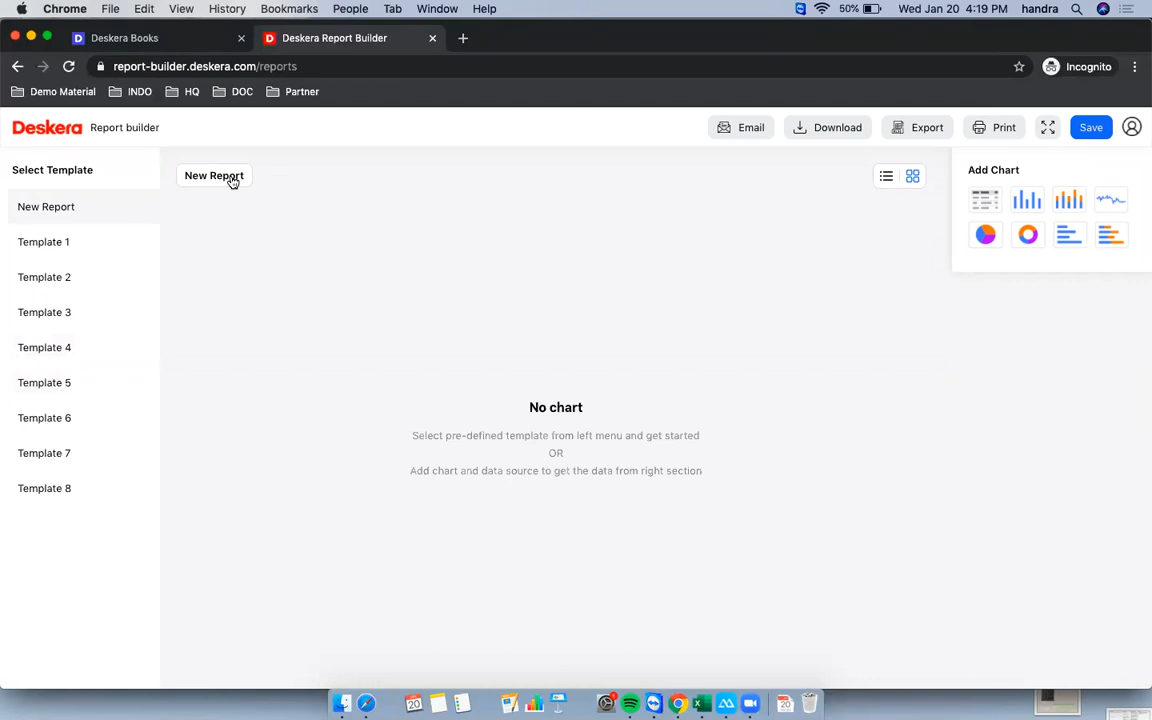 Chrome File Edit View History Bookmarks People Tab Window Help 50% Wed Jan 20 4:19 PM handra
Deskera Books Deskera Report Builder
report-builder.deskera.com/reports Incognito
Demo Material INDO HQ DOC Partner
Deskera Report builder Email Download Export Print Save
Select Template
New Report
Template 1
Template 2
Template 3
Template 4
Template 5
Template 6
Template 7
Template 8
New Report
No chart
Select pre-defined template from left menu and get started
OR
Add chart and data source to get the data from right section
Add Chart